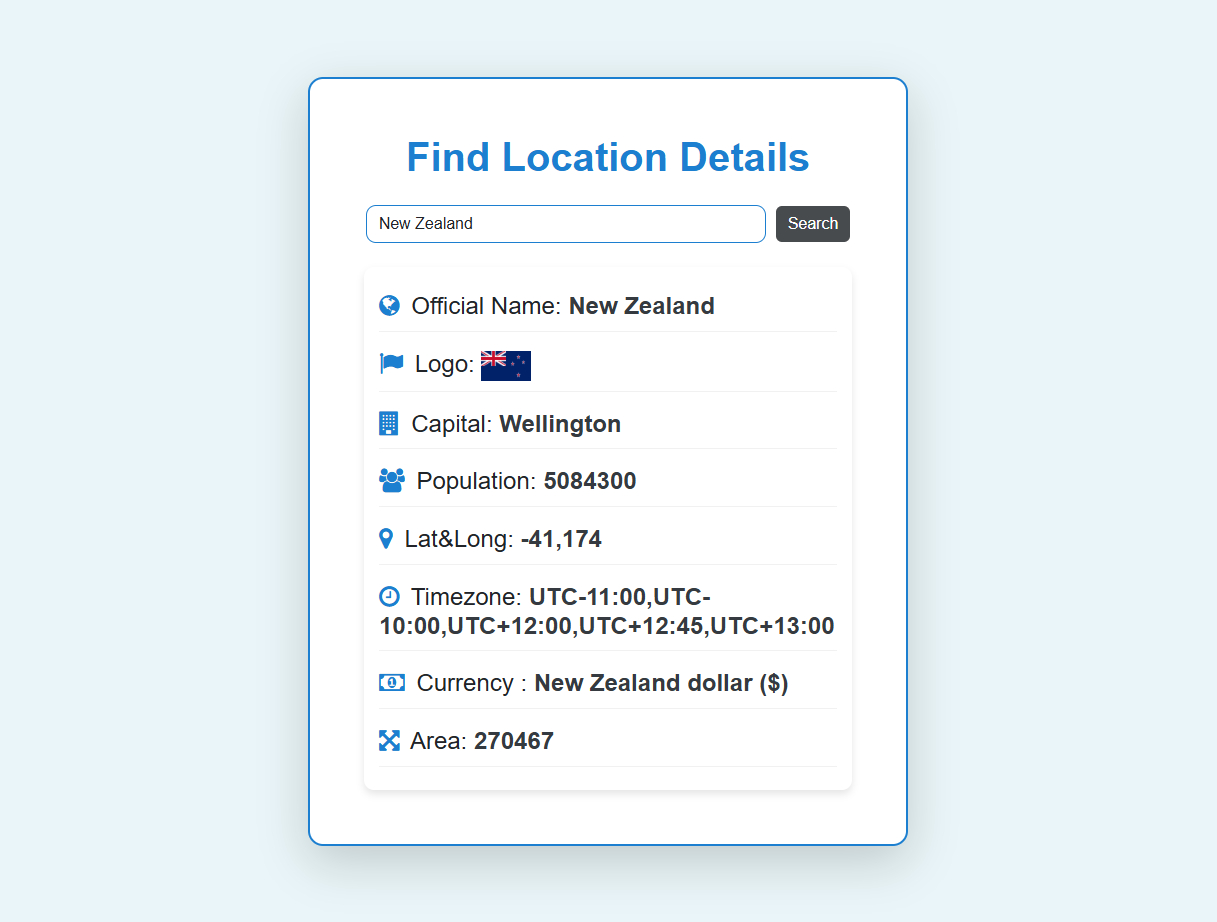 Find Location Details
New Zealand
Search
Official Name: New Zealand
Logo:
Capital: Wellington
Population: 5084300
Lat&Long: -41,174
Timezone: UTC-11:00,UTC-
10:00,UTC+12:00,UTC+12:45,UTC+13:00
Currency : New Zealand dollar ($)
Area: 270467